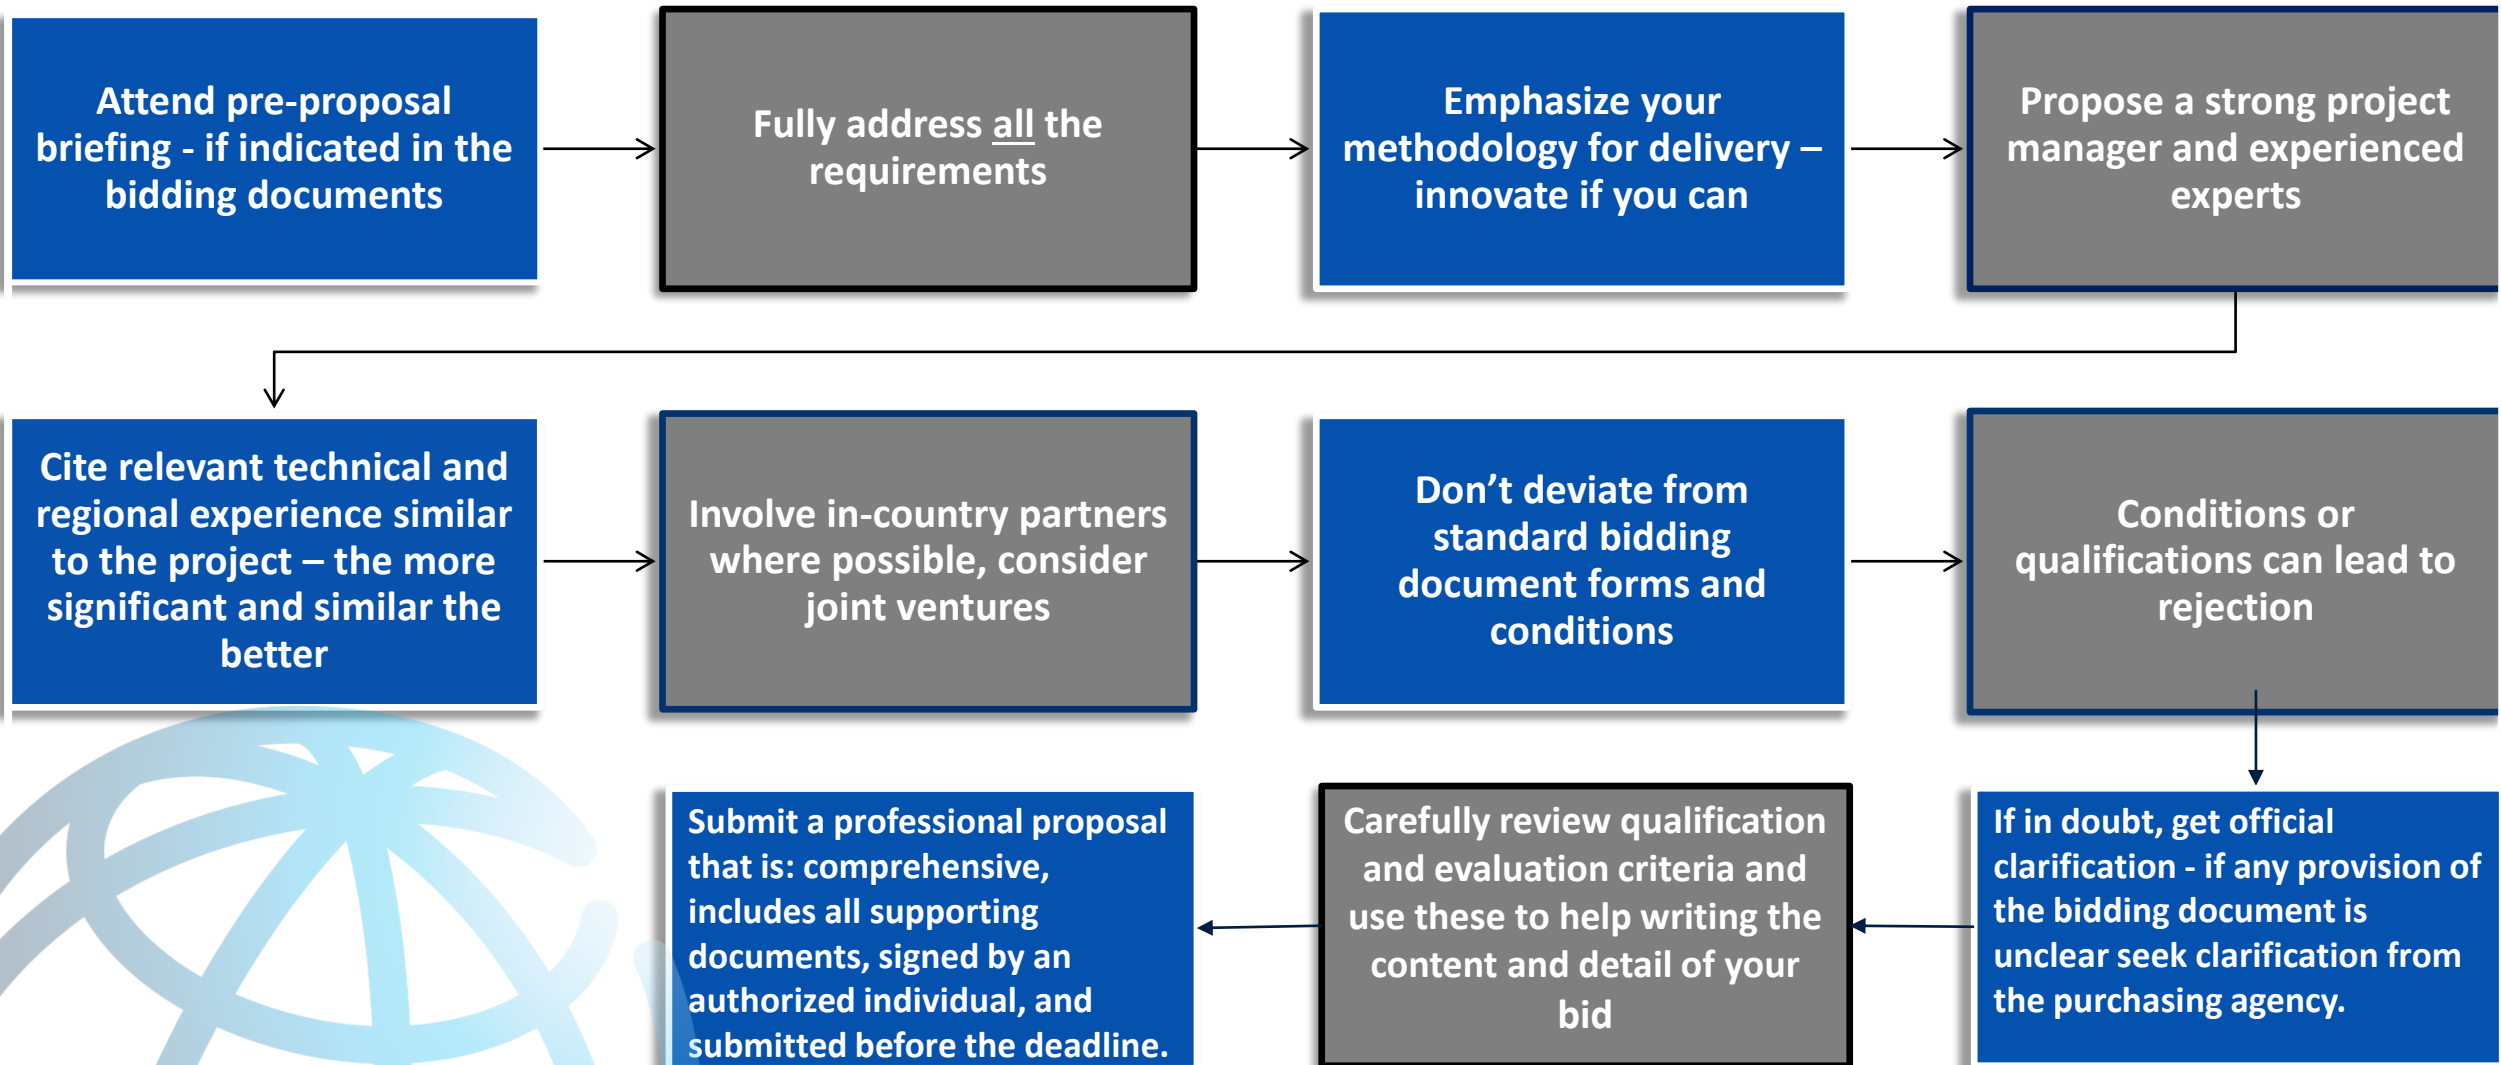 Attend pre-proposal
briefing - if indicated in the
bidding documents
Fully address all the
requirements
Emphasize your
methodology for delivery –
innovate if you can
Propose a strong project
manager and experienced
experts
Cite relevant technical and
regional experience similar
to the project – the more
significant and similar the
better
Involve in-country partners
where possible, consider
joint ventures
Don’t deviate from
standard bidding
document forms and
conditions
Conditions or
qualifications can lead to
rejection
If in doubt, get official
clarification - if any provision of
the bidding document is
unclear seek clarification from
the purchasing agency.
Carefully review qualification
and evaluation criteria and
use these to help writing the
content and detail of your
bid
Submit a professional proposal
that is: comprehensive,
includes all supporting
documents, signed by an
authorized individual, and
submitted before the deadline.